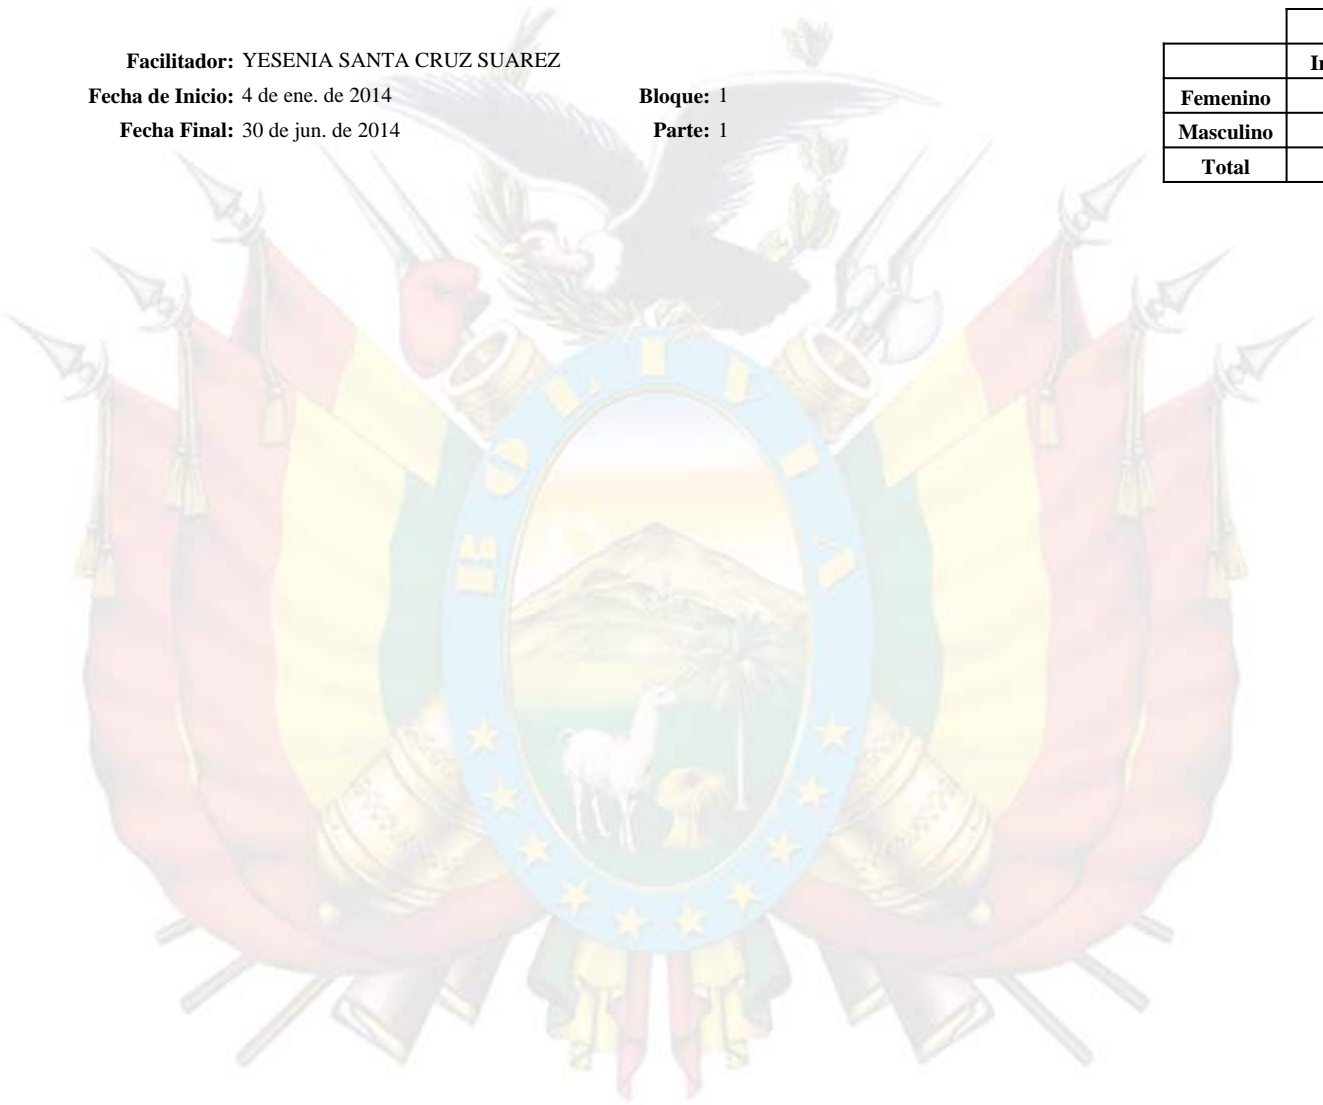 Facilitador: YESENIA SANTA CRUZ SUAREZ
Fecha de Inicio: 4 de ene. de 2014 Bloque: 1
Fecha Final: 30 de jun. de 2014 Parte: 1
Femenino
Masculino
Total
BOLIVIA